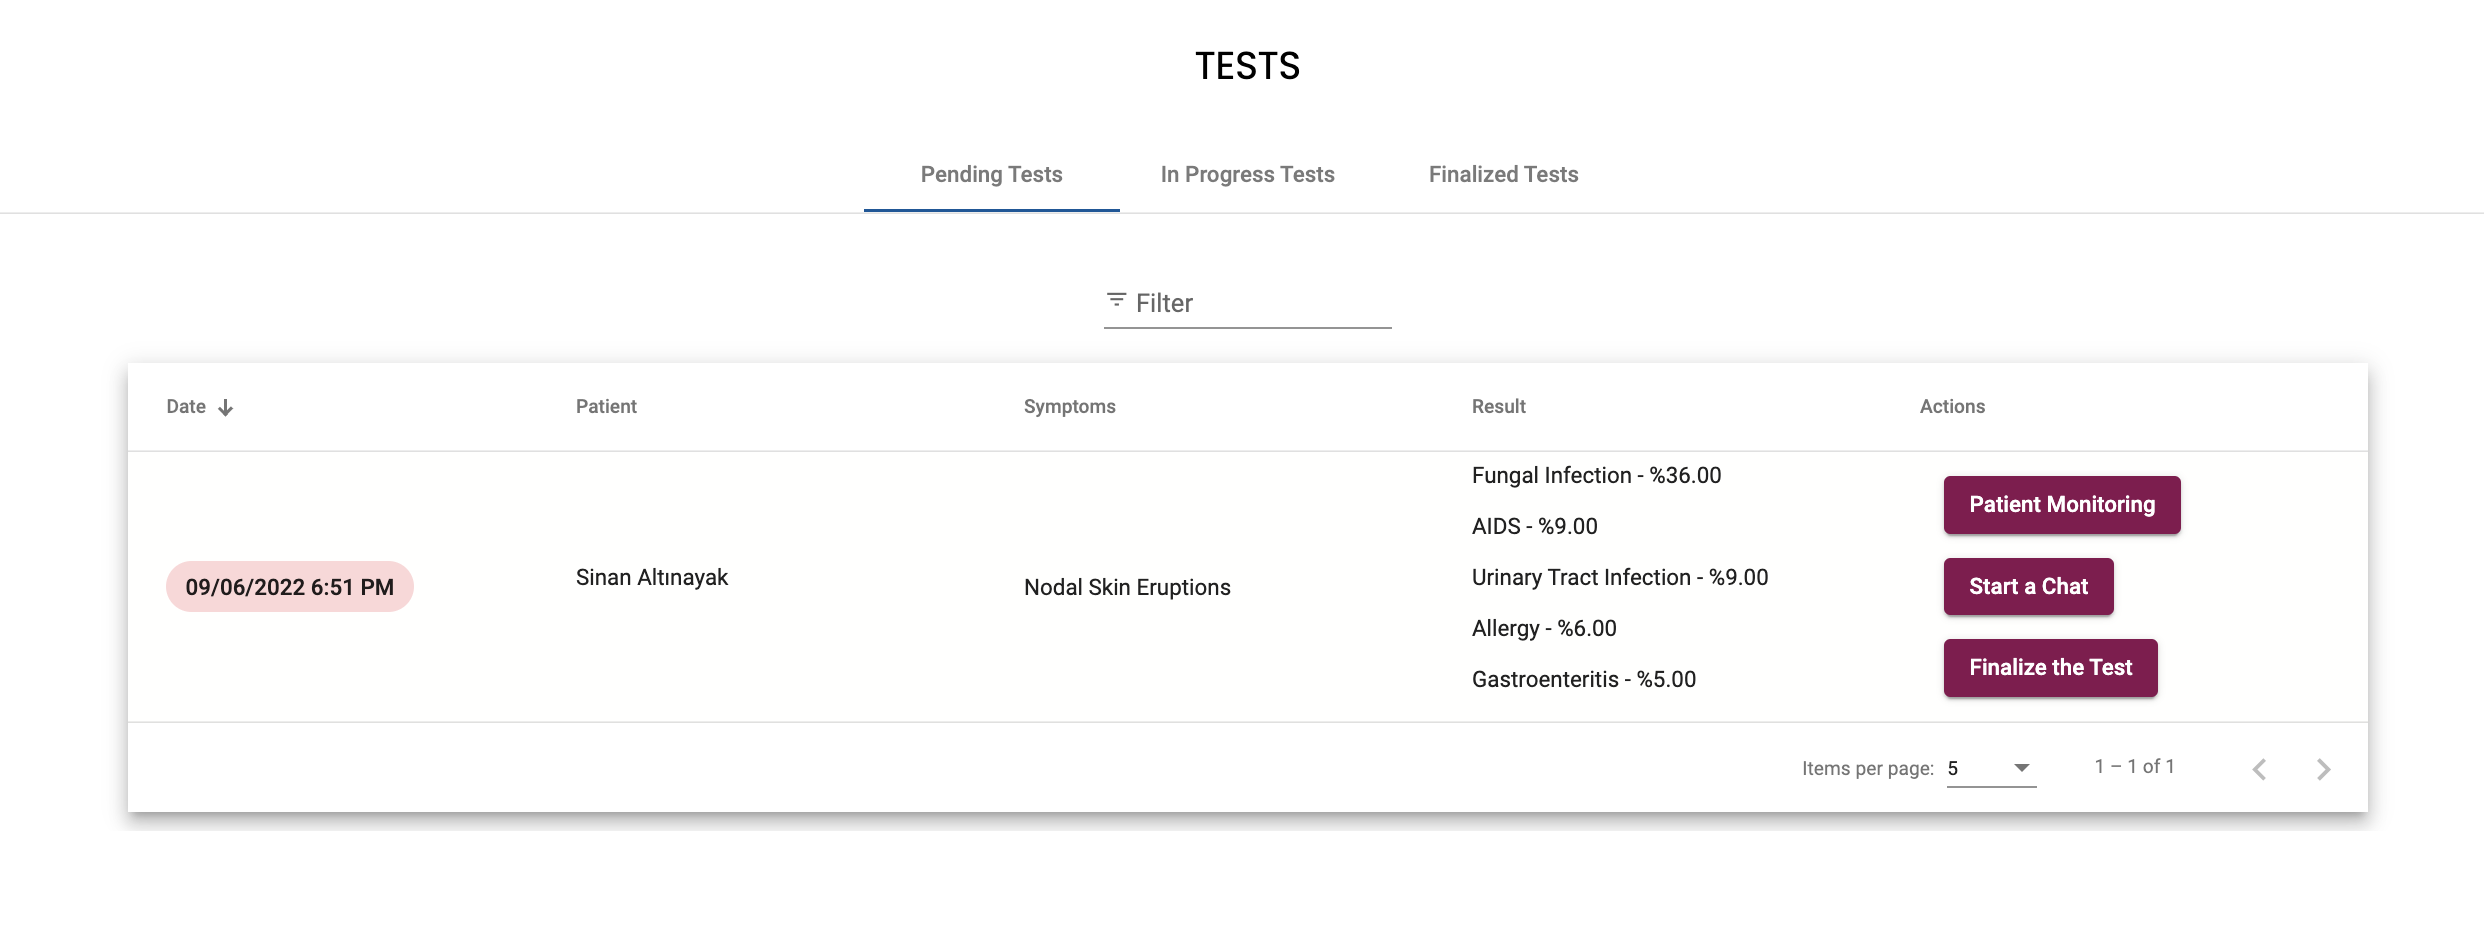 TESTS
Pending Tests In Progress Tests Finalized Tests
Filter
Date Patient Symptoms Result Actions
09/06/2022 6:51 PM
Sinan Altınayak
Nodal Skin Eruptions
Fungal Infection - %36.00
AIDS - %9.00
Urinary Tract Infection - %9.00
Allergy - %6.00
Gastroenteritis - %5.00
Patient Monitoring
Start a Chat
Finalize the Test
Items per page: 5 1 – 1 of 1